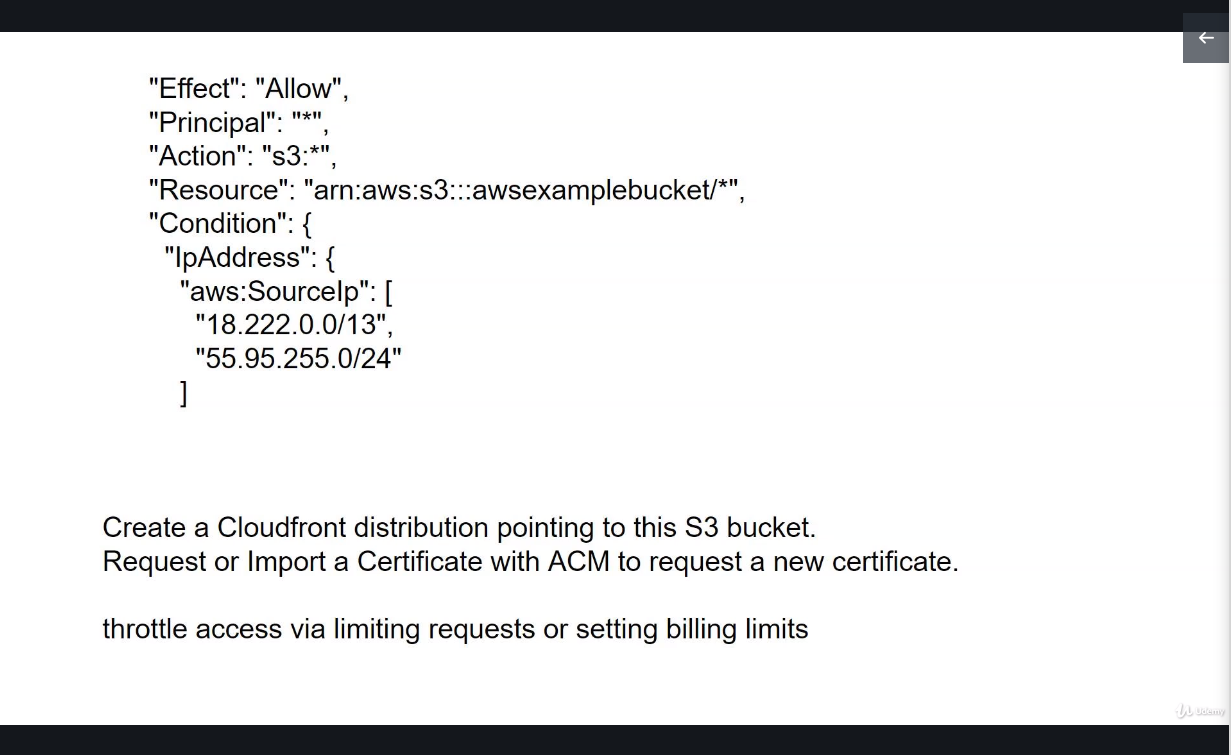 "Effect": "Allow",
"Principal": "*",
"Action": "s3:*",
"Resource": "arn:aws:s3:::awsexamplebucket/*",
"Condition": {
"IpAddress": {
"aws:SourceIp": [
"18.222.0.0/13",
"55.95.255.0/24"
]
Create a Cloudfront distribution pointing to this S3 bucket.
Request or Import a Certificate with ACM to request a new certificate.
throttle access via limiting requests or setting billing limits
Udemy